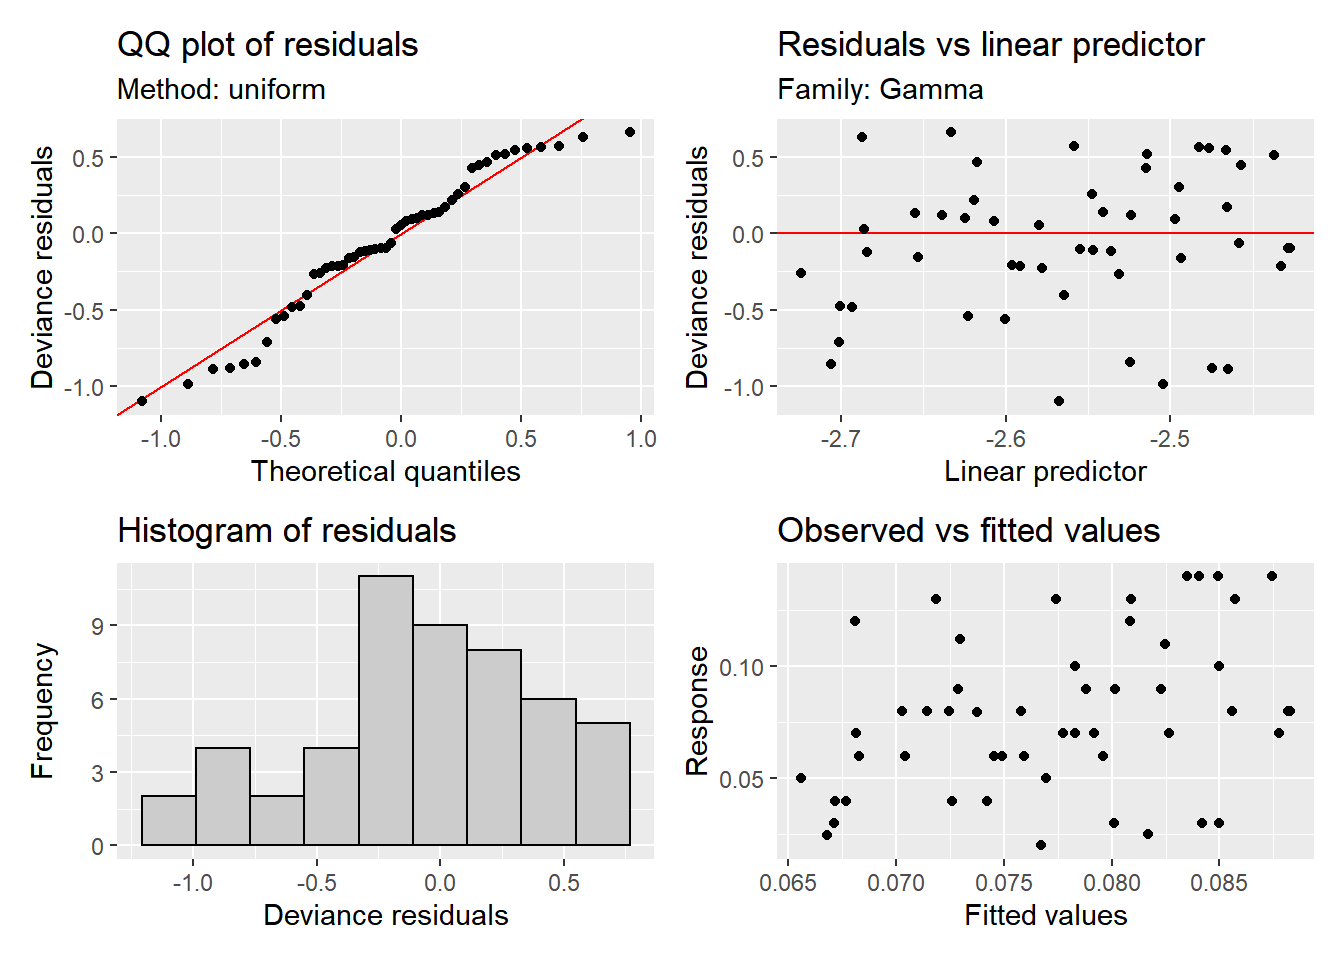 QQ plot of residuals
Method: uniform
Deviance residuals
0.5
0.0
-0.5
-1.0
-1.0
-0.5
0.0
0.5
1.0
Theoretical quantiles
Residuals vs linear predictor
Family: Gamma
Deviance residuals
0.5
0.0
-0.5
-1.0
-2.7
-2.6
-2.5
Linear predictor
Histogram of residuals
Frequency
9
6
3
0
-1.0
-0.5
0.0
0.5
Deviance residuals
Observed vs fitted values
Response
0.10
0.05
0.065
0.070
0.075
0.080
0.085
Fitted values